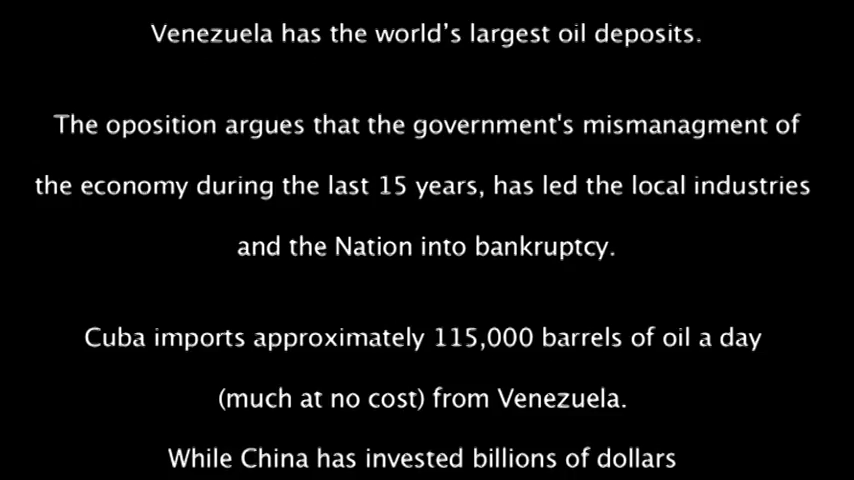 Venezuela has the world’s largest oil deposits.
The oposition argues that the government's mismanagment of
the economy during the last 15 years, has led the local industries
and the Nation into bankruptcy.
Cuba imports approximately 115,000 barrels of oil a day
(much at no cost) from Venezuela.
While China has invested billions of dollars